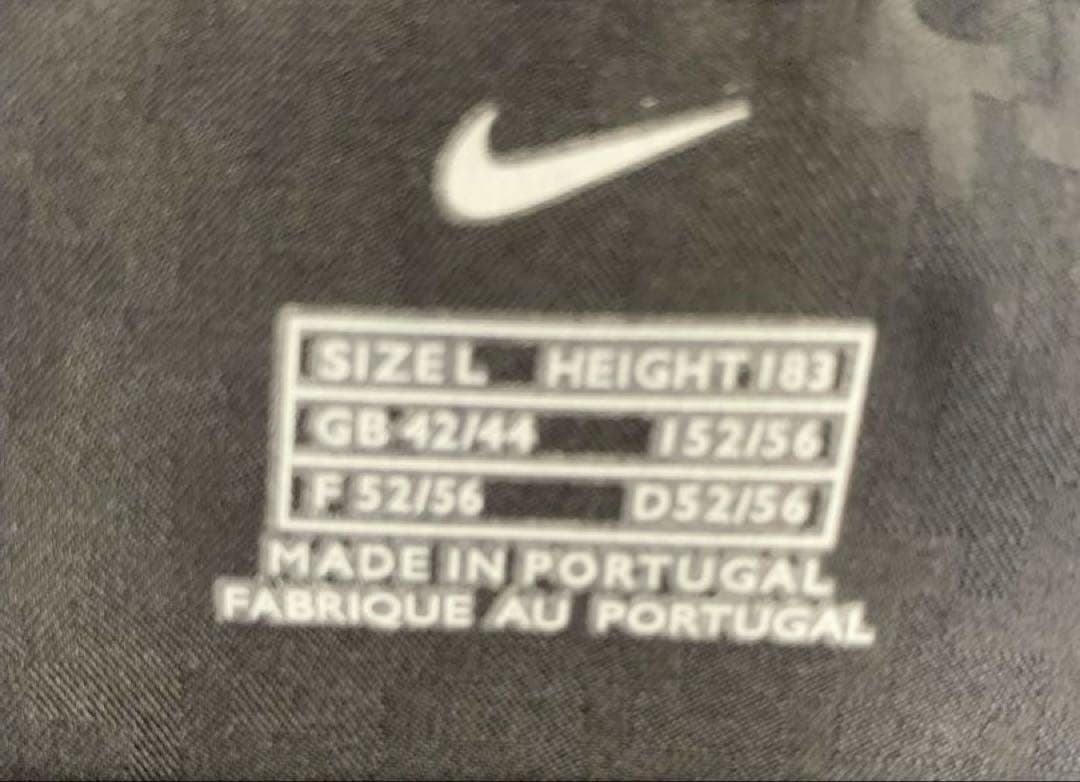 SIZE L HEIGHT 183
GB 42/44 I 52/56
F 52/56 D 52/56
MADE IN PORTUGAL
FABRIQUE AU PORTUGAL